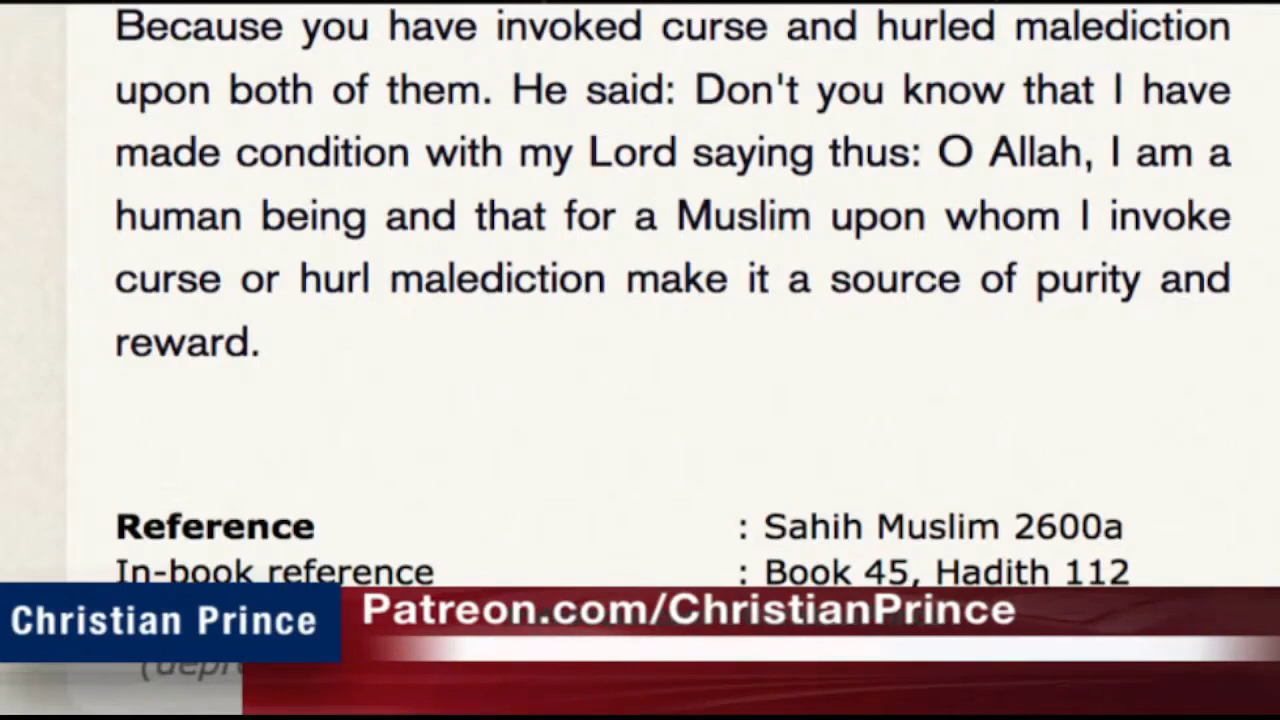 Because you have invoked curse and hurled malediction
upon both of them. He said: Don't you know that I have
made condition with my Lord saying thus: O Allah, I am a
human being and that for a Muslim upon whom I invoke
curse or hurl malediction make it a source of purity and
reward.
Reference : Sahih Muslim 2600a
In-book reference : Book 45, Hadith 112
Christian Prince
Patreon.com/ChristianPrince